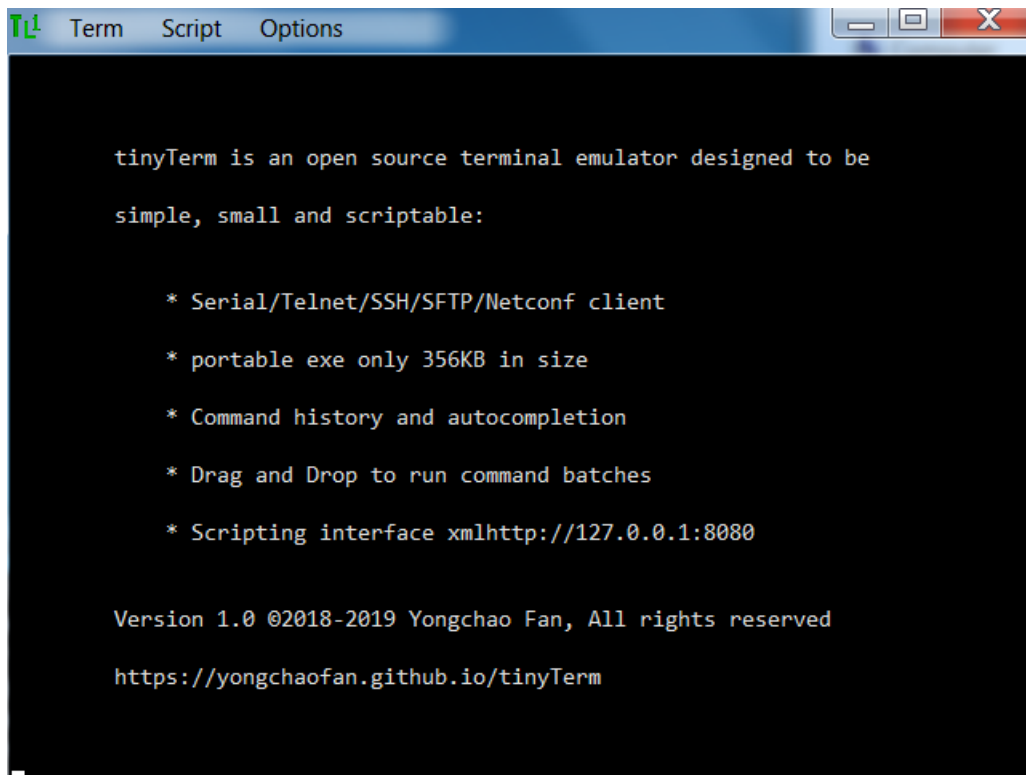 TL1 Term Script Options
tinyTerm is an open source terminal emulator designed to be
simple, small and scriptable:
* Serial/Telnet/SSH/SFTP/Netconf client
* portable exe only 356KB in size
* Command history and autocompletion
* Drag and Drop to run command batches
* Scripting interface xmlhttp://127.0.0.1:8080
Version 1.0 ©2018-2019 Yongchao Fan, All rights reserved
https://yongchaofan.github.io/tinyTerm